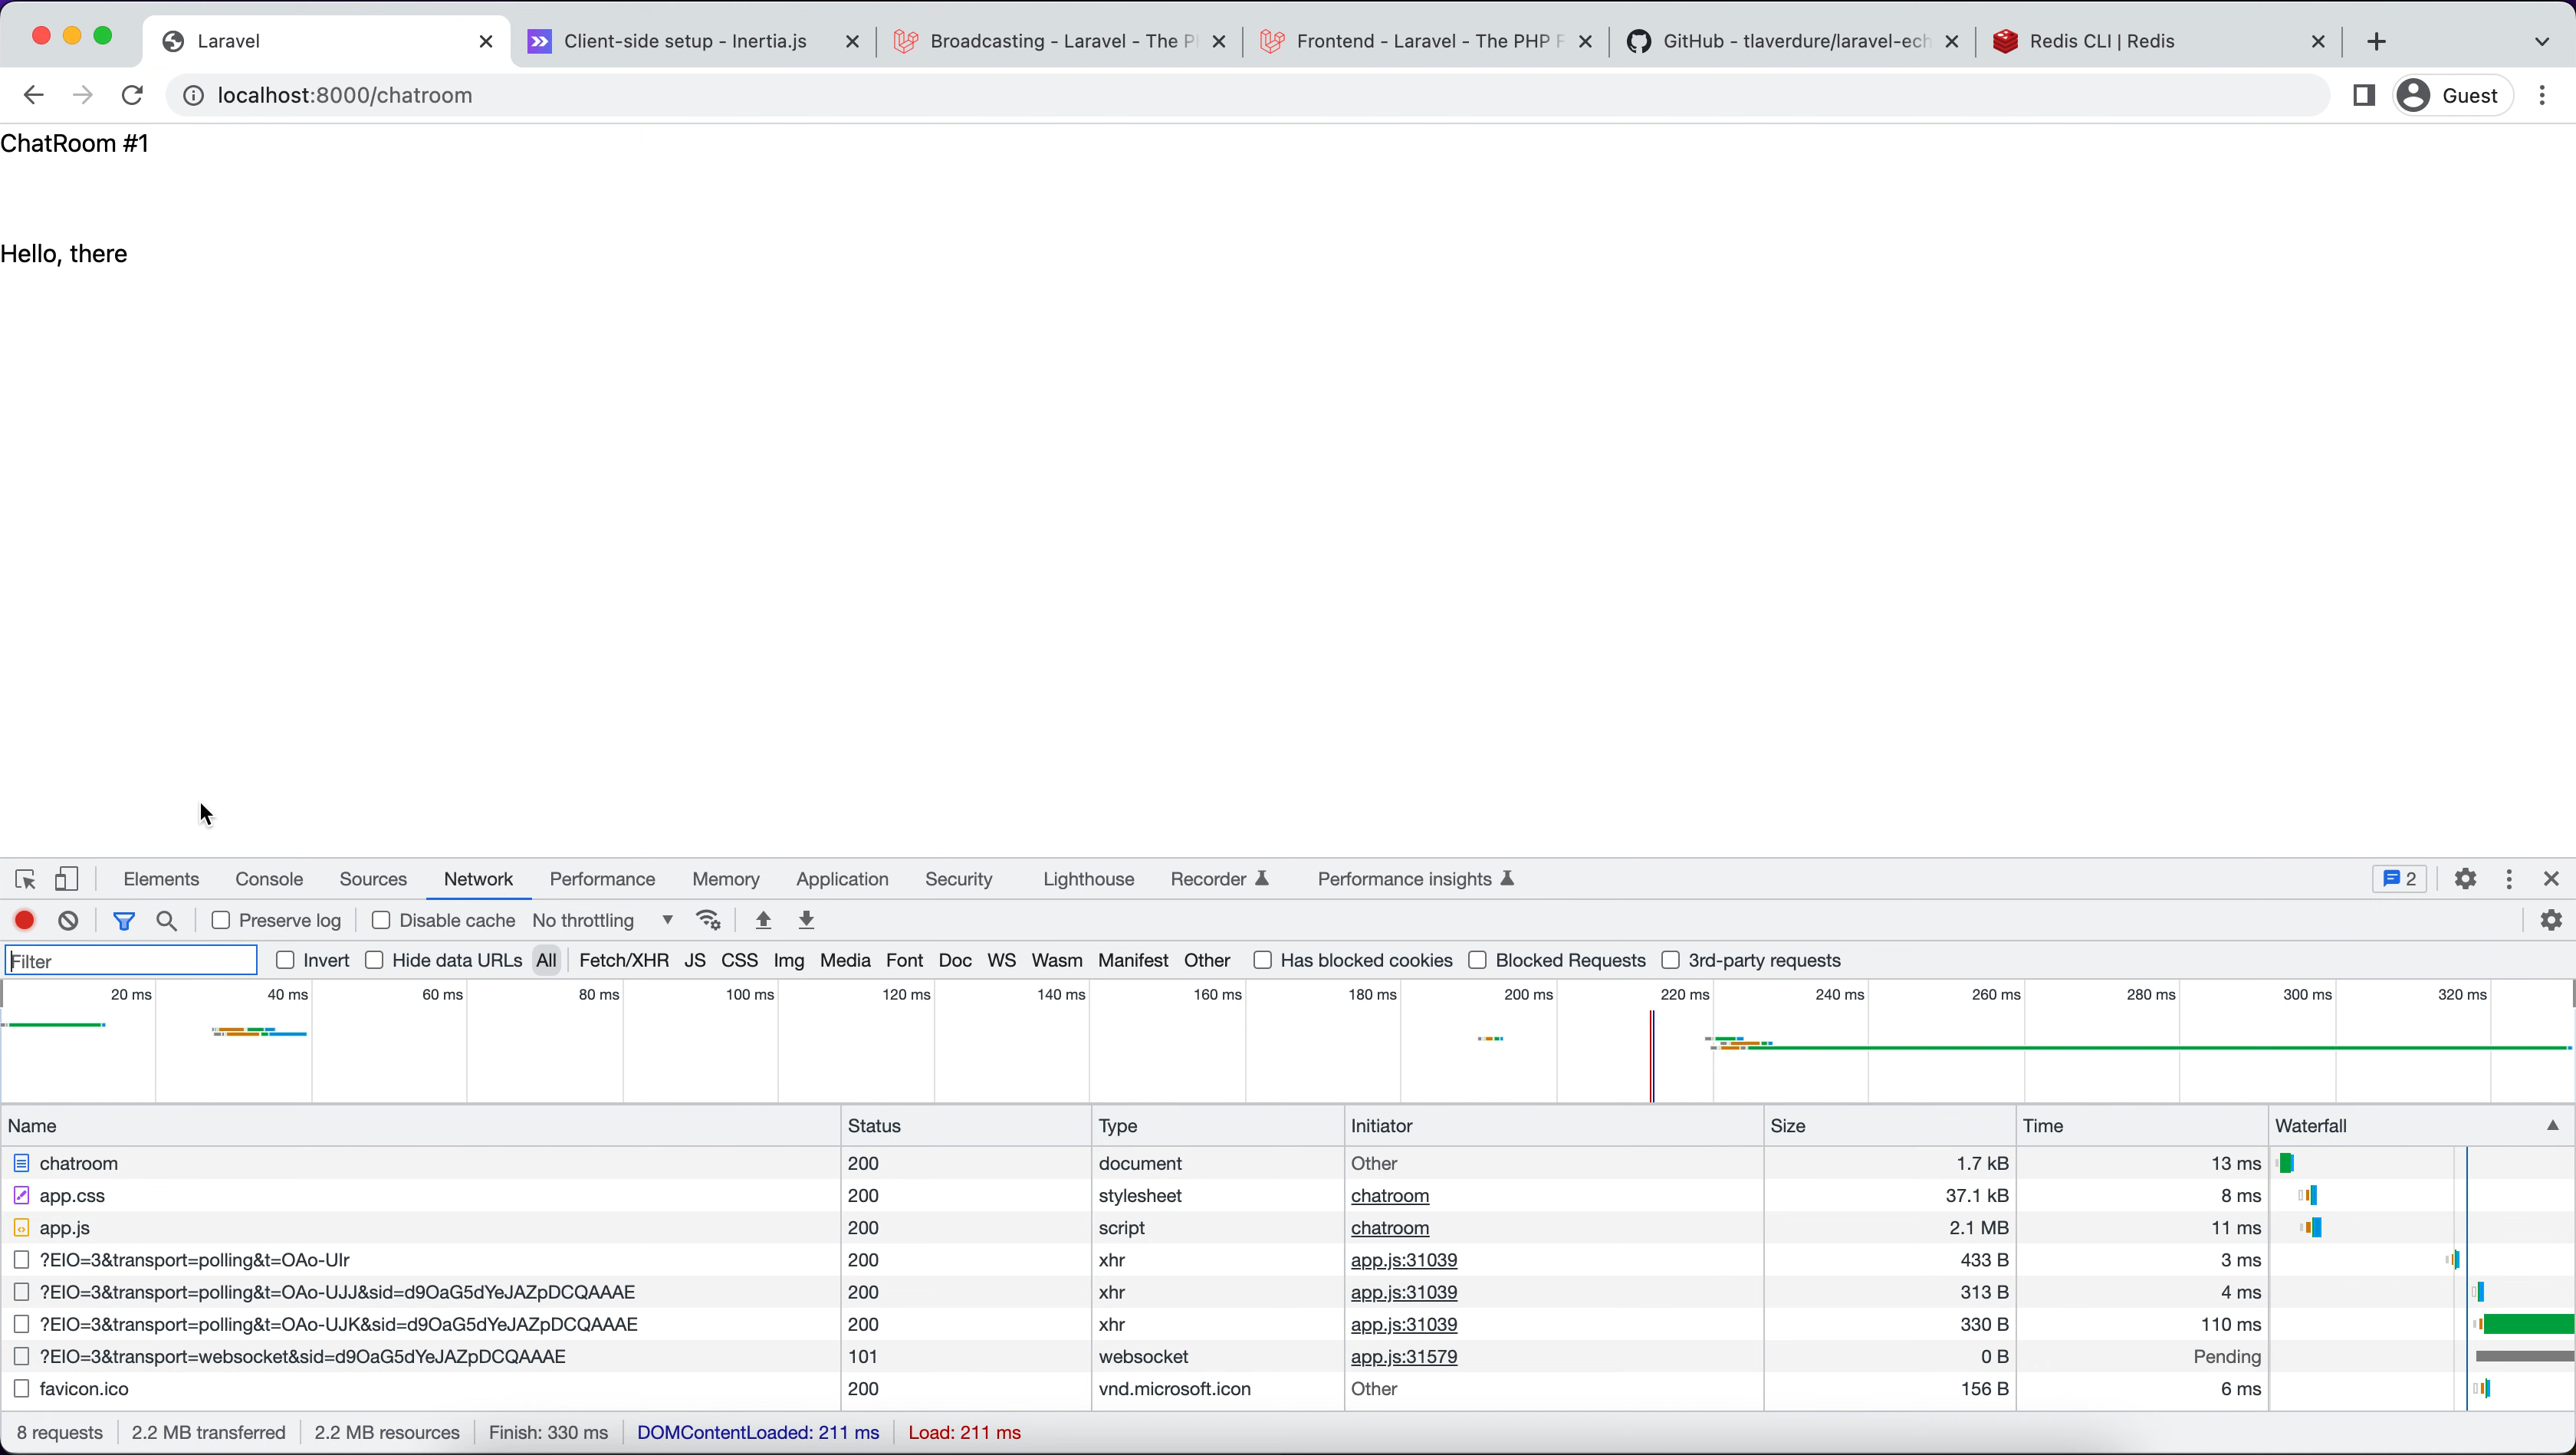 Laravel
Client-side setup - Inertia.js
Broadcasting - Laravel - The P
Frontend - Laravel - The PHP F
GitHub - tlaverdure/laravel-ech
Redis CLI | Redis
localhost:8000/chatroom
Guest
ChatRoom #1
Hello, there
Elements Console Sources Network Performance Memory Application Security Lighthouse Recorder Performance insights 2
Preserve log Disable cache No throttling
Filter Invert Hide data URLs All Fetch/XHR JS CSS Img Media Font Doc WS Wasm Manifest Other Has blocked cookies Blocked Requests 3rd-party requests
20 ms 40 ms 60 ms 80 ms 100 ms 120 ms 140 ms 160 ms 180 ms 200 ms 220 ms 240 ms 260 ms 280 ms 300 ms 320 ms
Name Status Type Initiator Size Time Waterfall
chatroom 200 document Other 1.7 kB 13 ms
app.css 200 stylesheet chatroom 37.1 kB 8 ms
app.js 200 script chatroom 2.1 MB 11 ms
?EIO=3&transport=polling&t=OAo-UIr 200 xhr app.js:31039 433 B 3 ms
?EIO=3&transport=polling&t=OAo-UJJ&sid=d9OaG5dYeJAZpDCQAAAE 200 xhr app.js:31039 313 B 4 ms
?EIO=3&transport=polling&t=OAo-UJK&sid=d9OaG5dYeJAZpDCQAAAE 200 xhr app.js:31039 330 B 110 ms
?EIO=3&transport=websocket&sid=d9OaG5dYeJAZpDCQAAAE 101 websocket app.js:31579 0 B Pending
favicon.ico 200 vnd.microsoft.icon Other 156 B 6 ms
8 requests 2.2 MB transferred 2.2 MB resources Finish: 330 ms DOMContentLoaded: 211 ms Load: 211 ms